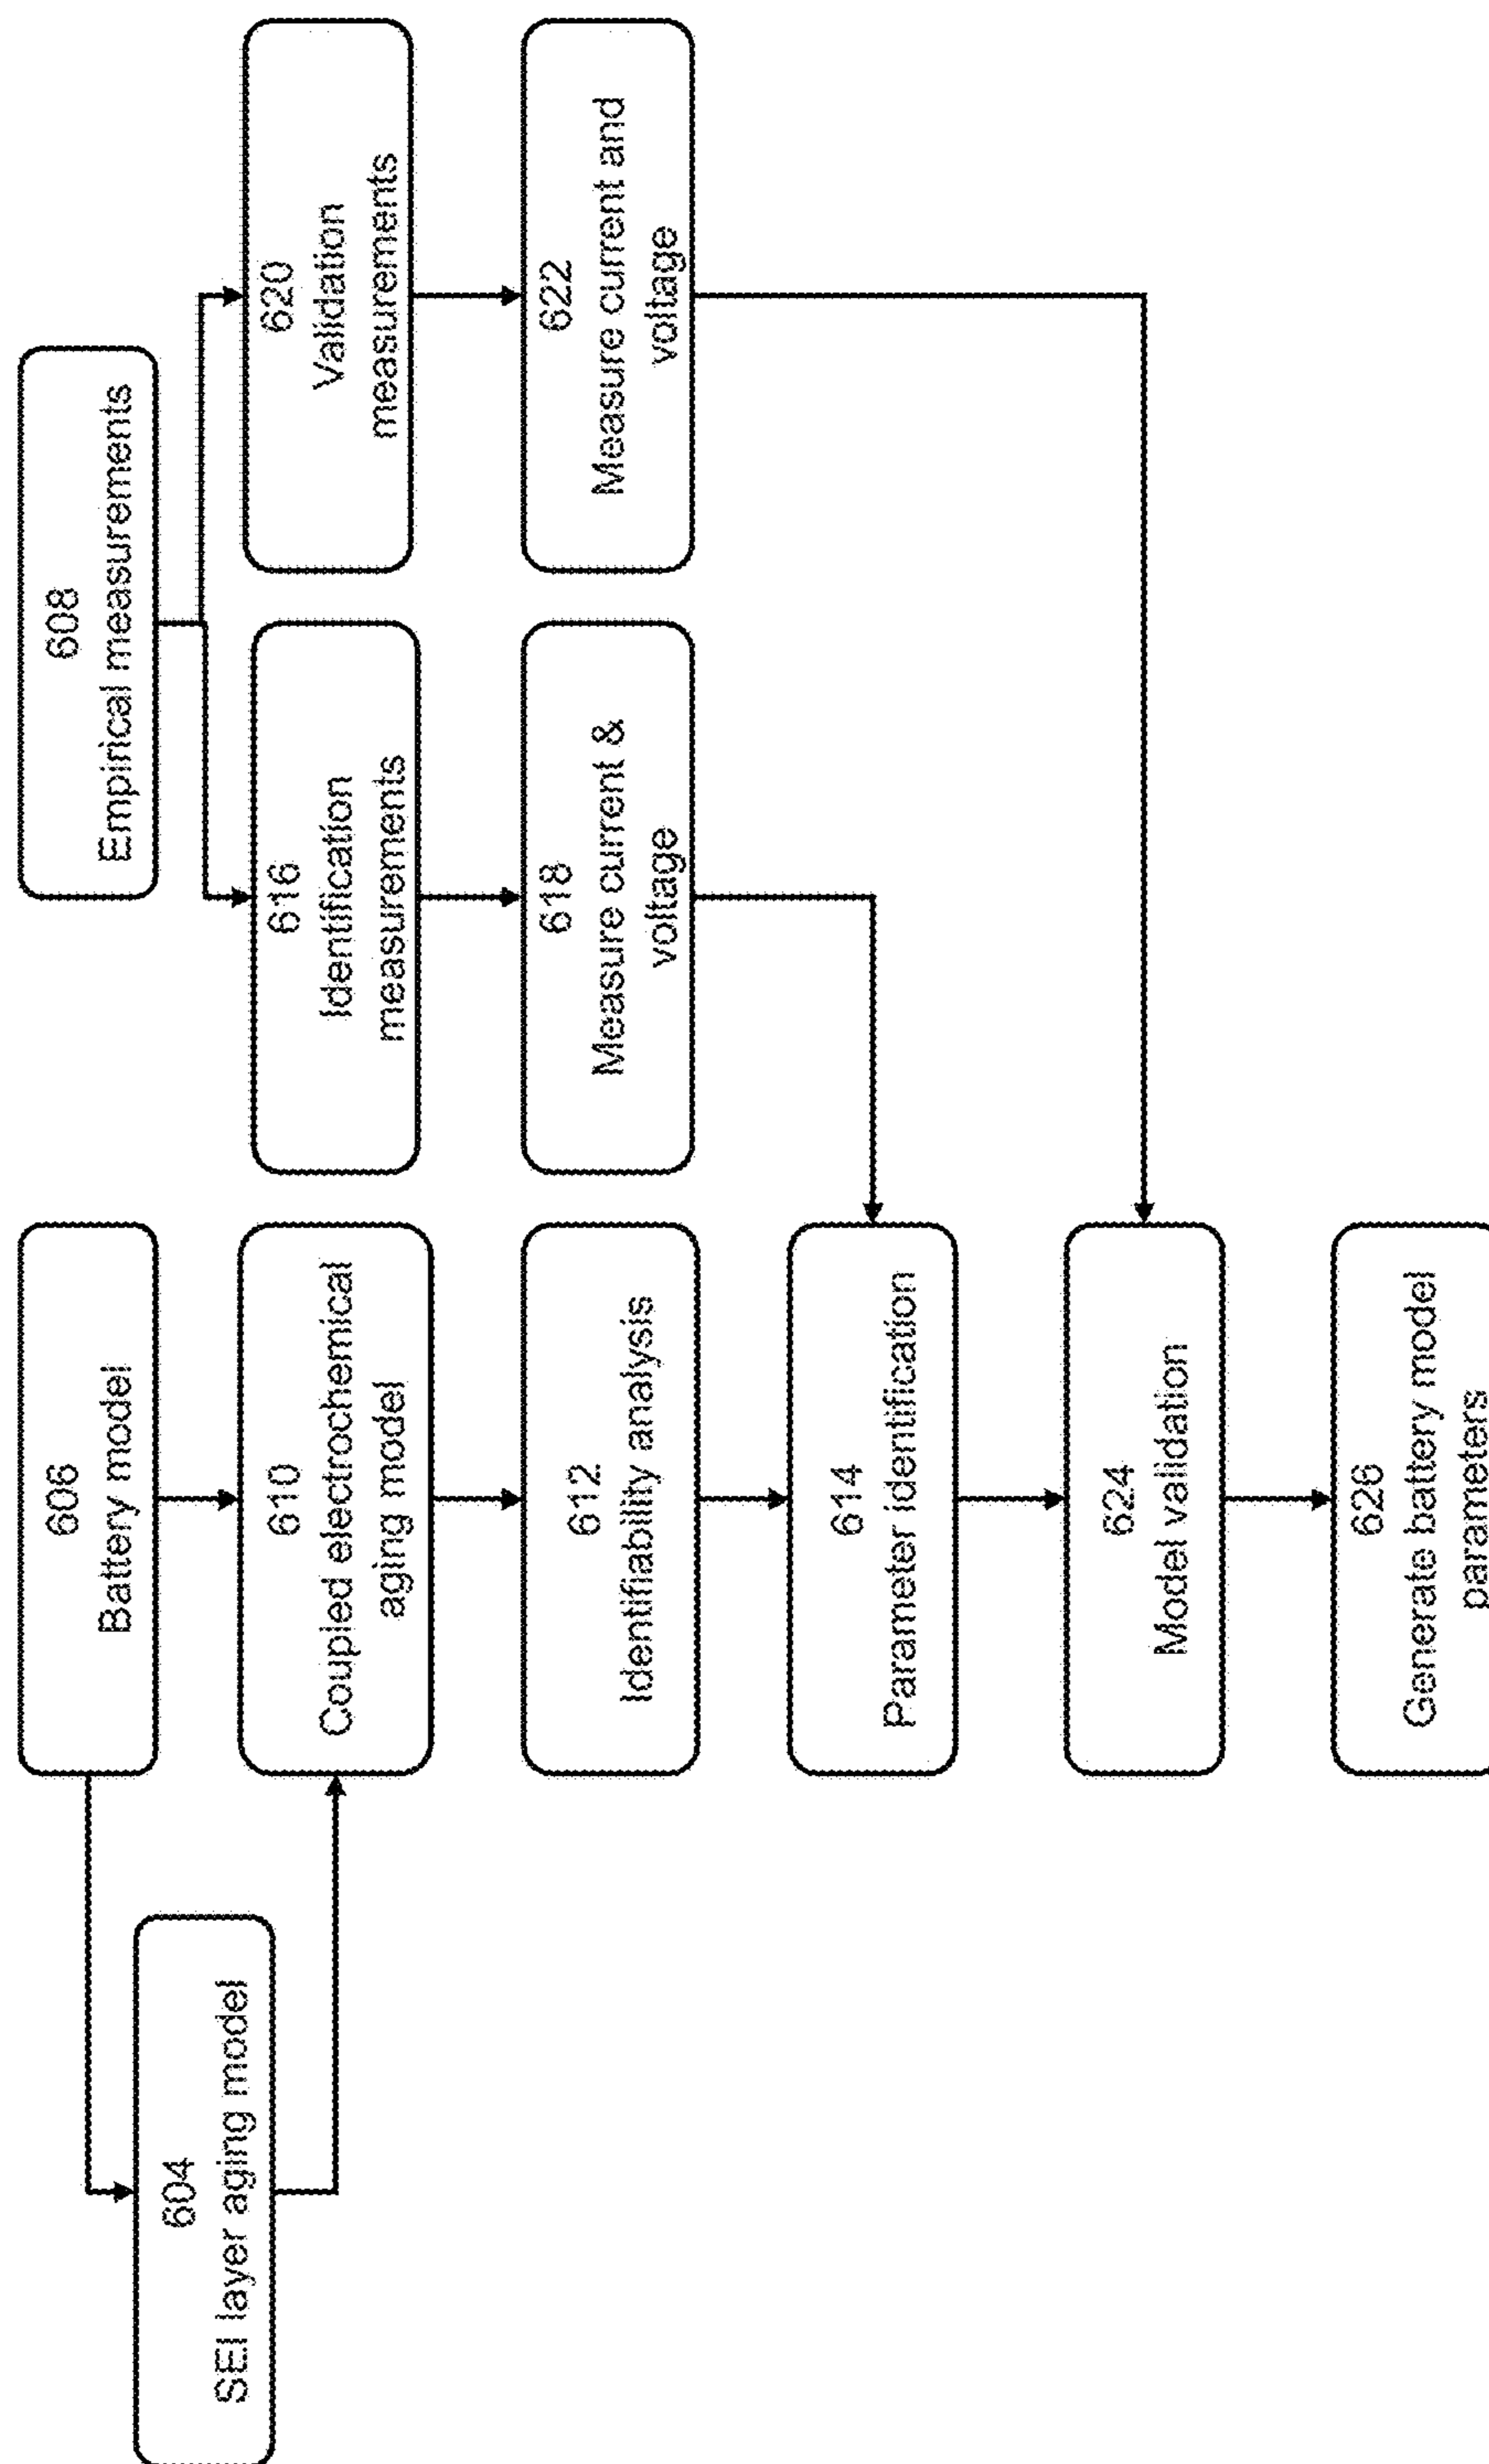 606
Battery model
608
Empirical measurements
604
SEI layer aging model
610
Coupled electrochemical
aging model
616
Identification
measurements
620
Validation
measurements
612
Identifiability analysis
618
Measure current &
voltage
622
Measure current and
voltage
614
Parameter identification
624
Model validation
626
Generate battery model
parameters